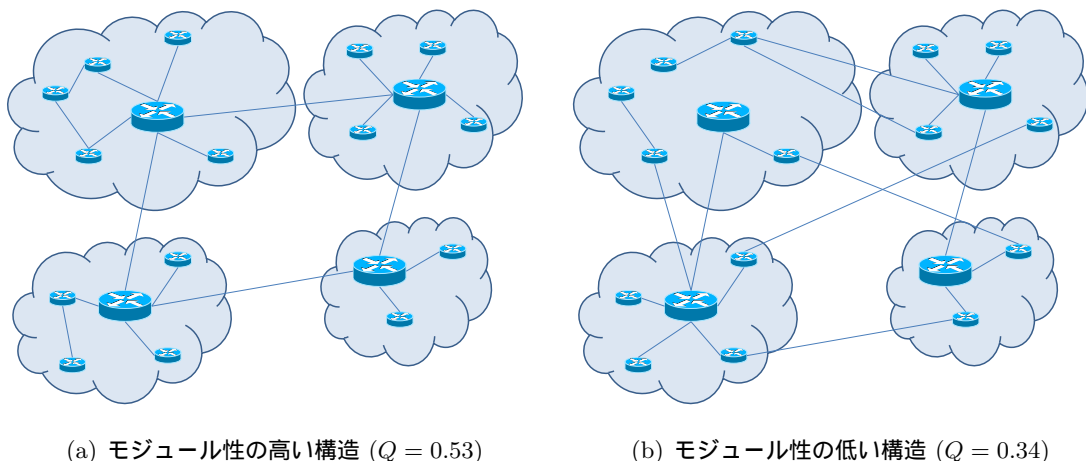 (a) モジュール性の高い構造 (Q = 0.53)
(b) モジュール性の低い構造 (Q = 0.34)